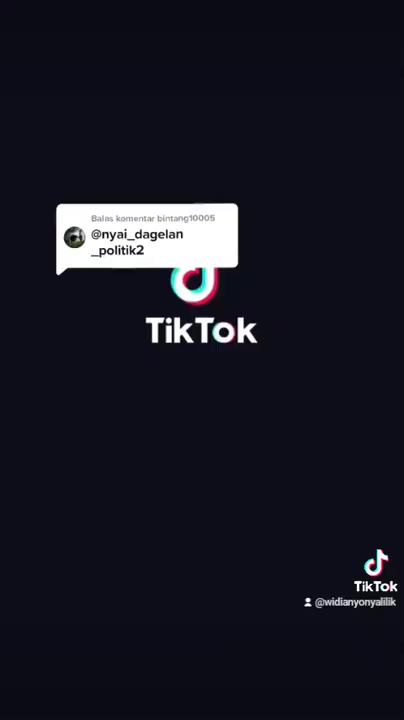 Balas komentar bintang10005
@nyai_dagelan
_politik2
TikTok
TikTok
@widianyonyalilik